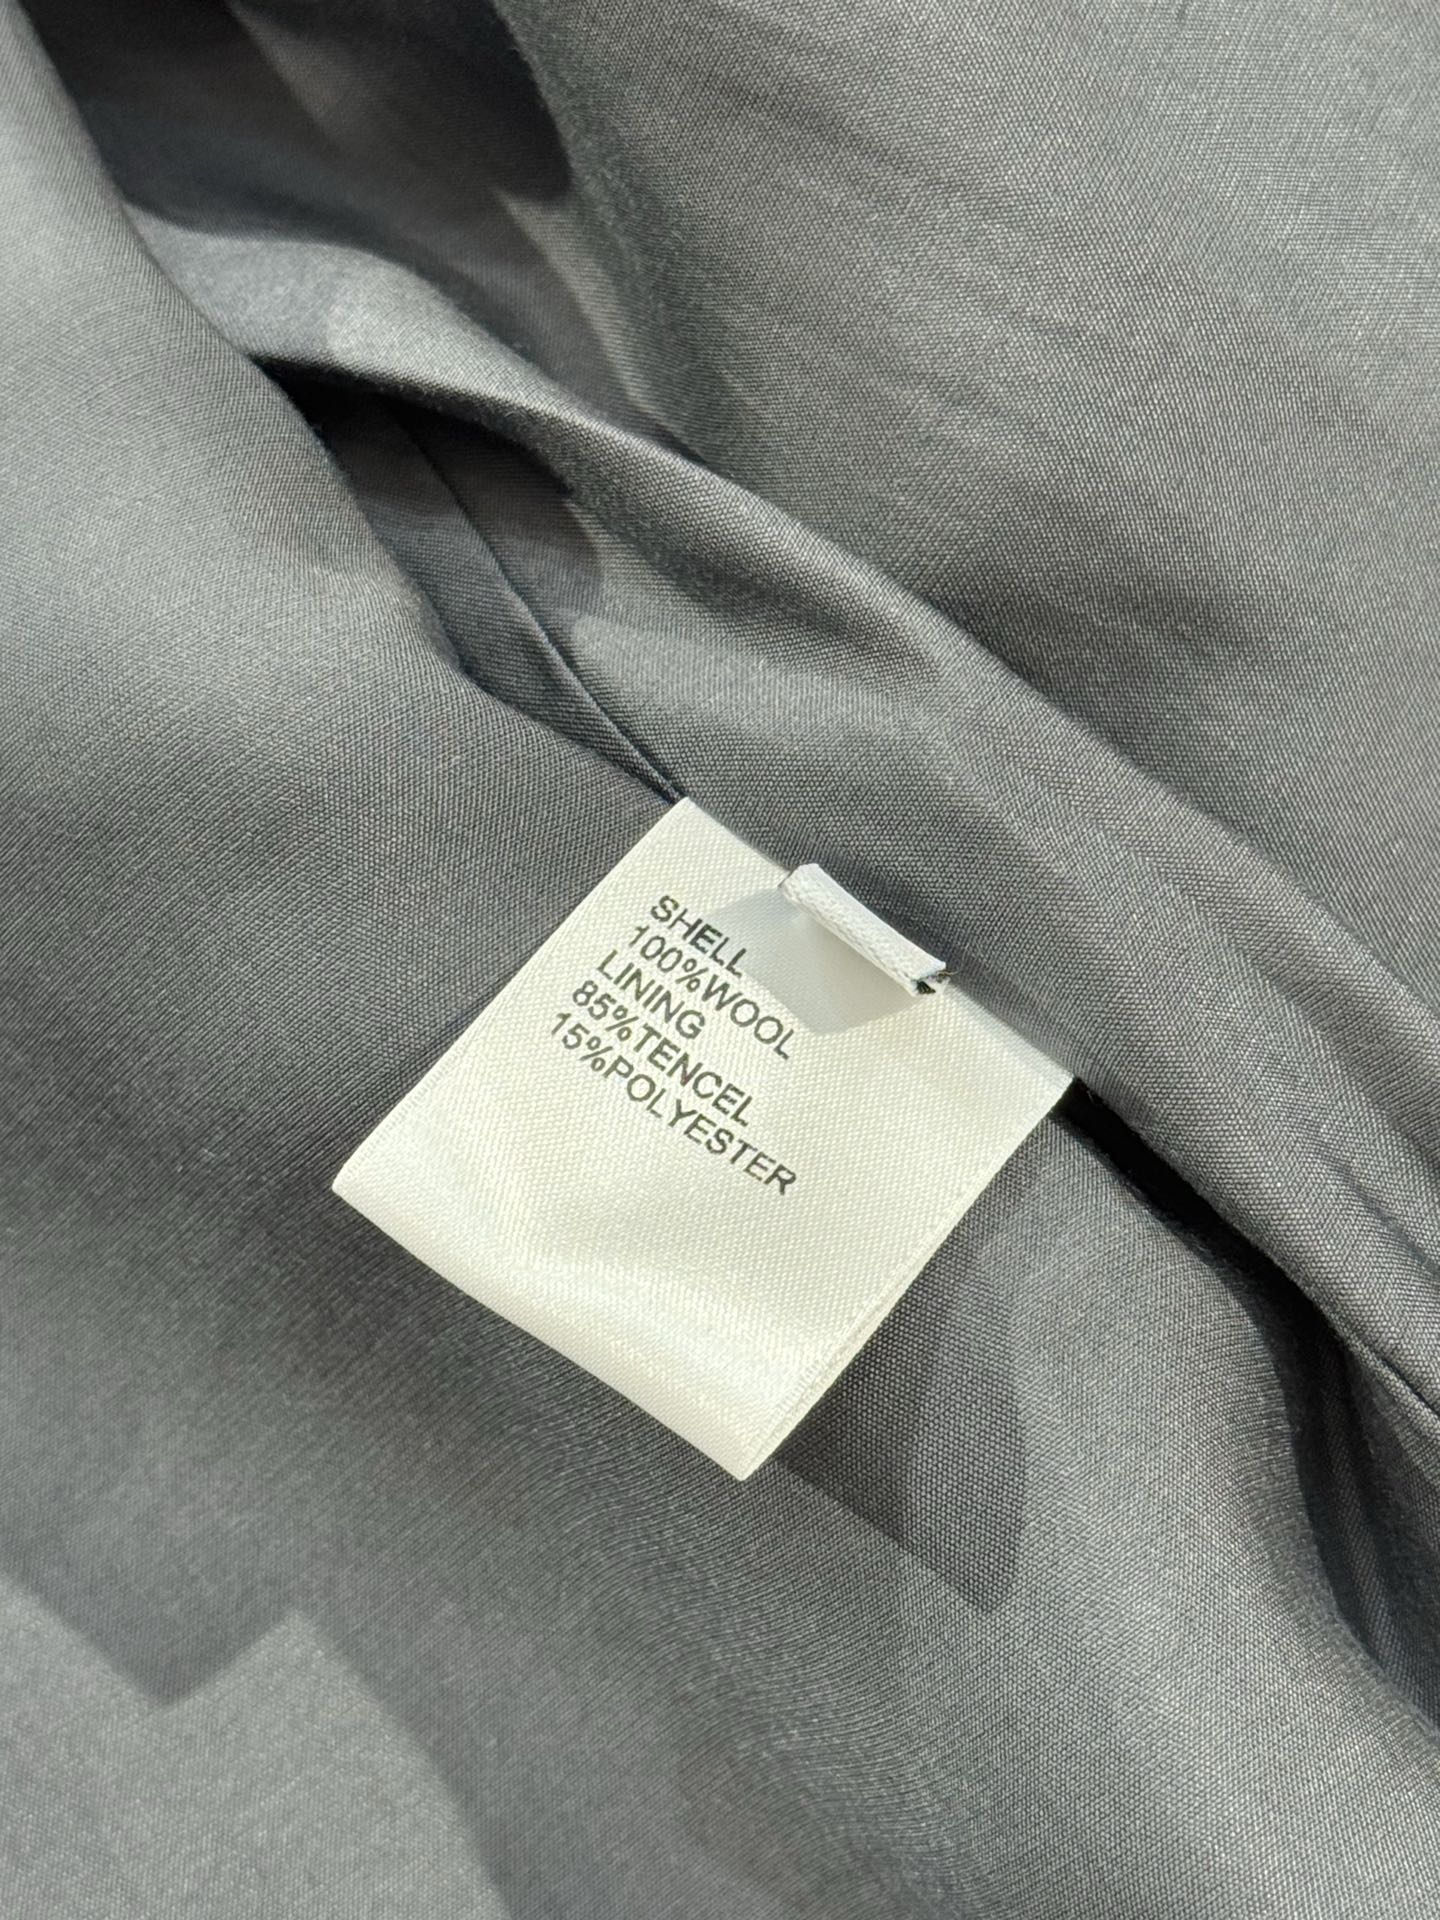 SHELL
100%WOOL
LINING
85%TENCEL
15%POLYESTER